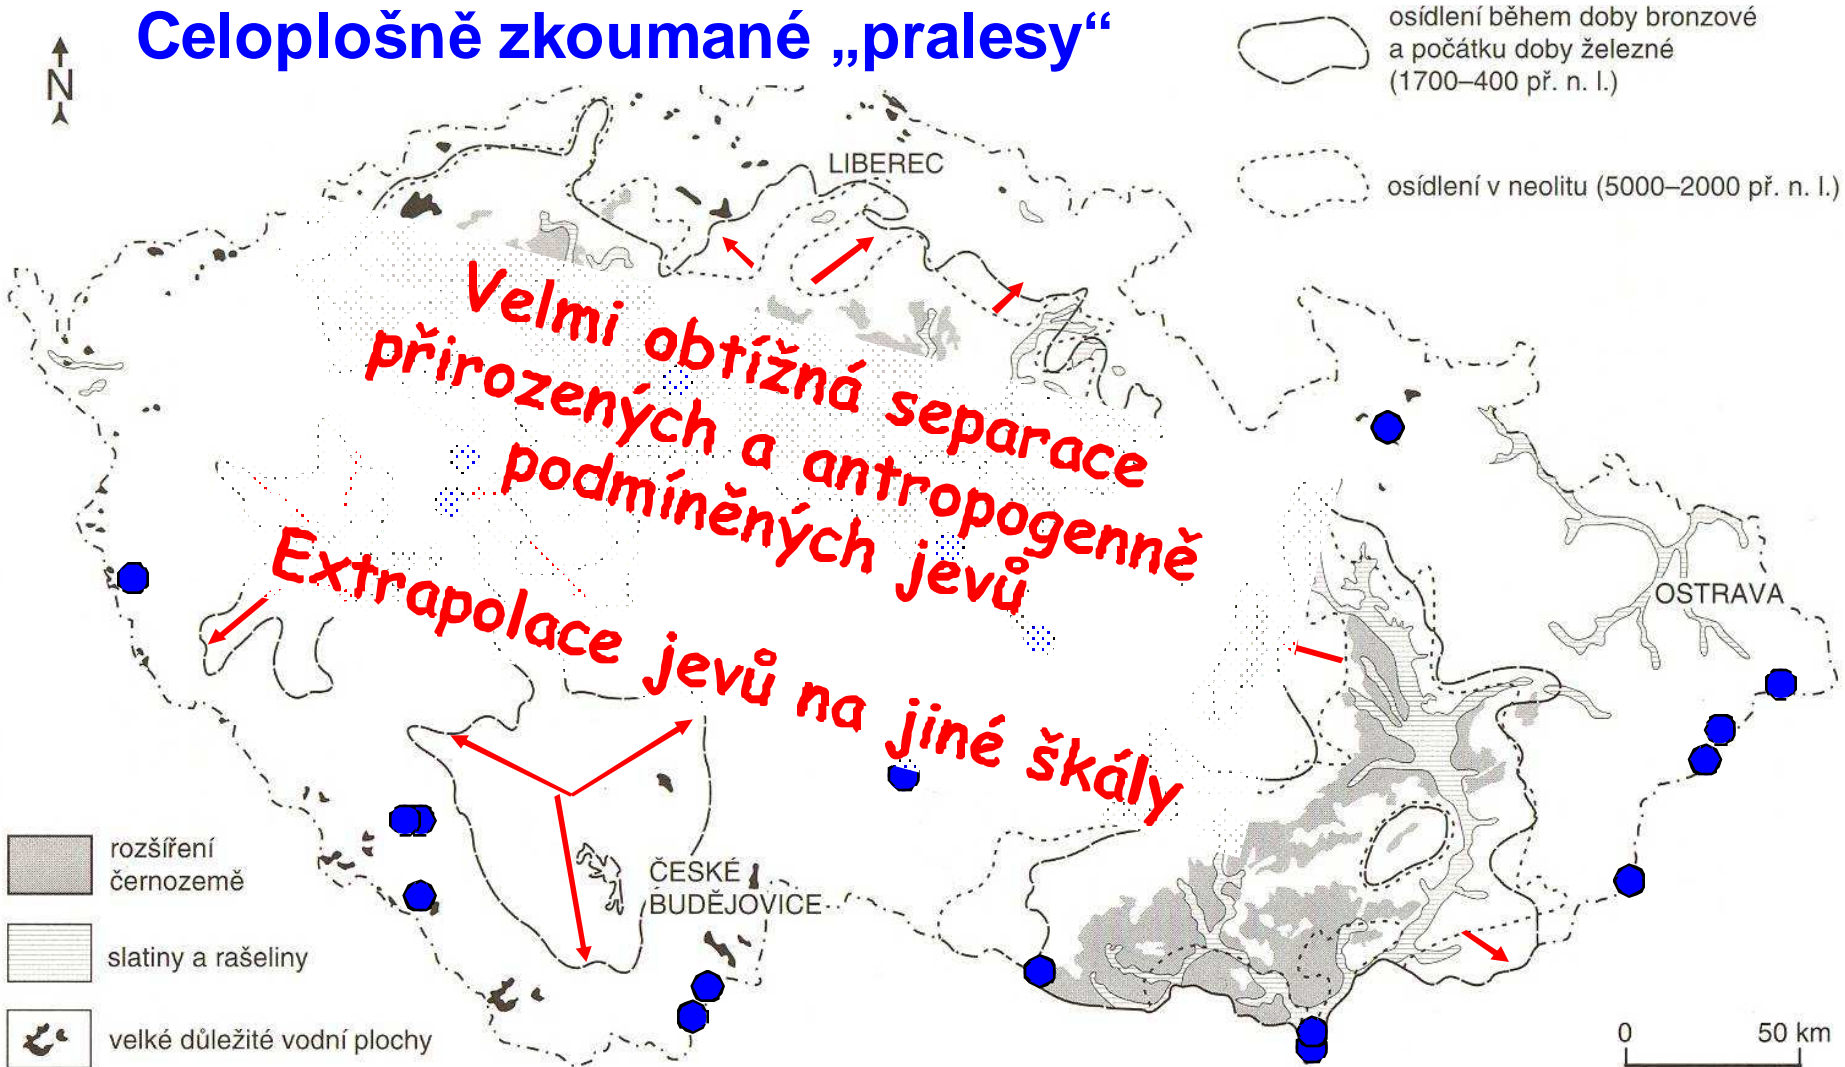 Celoplošně zkoumané „pralesy“
N
osídlení během doby bronzové
a počátku doby železné
(1700–400 př. n. l.)
osídlení v neolitu (5000–2000 př. n. l.)
LIBEREC
Velmi obtížná separace
přirozených a antropogenně
podmíněných jevů
Extrapolace jevů na jiné škály
OSTRAVA
ČESKÉ
BUDĚJOVICE
rozšíření
černozemě
slatiny a rašeliny
velké důležité vodní plochy
0 50 km